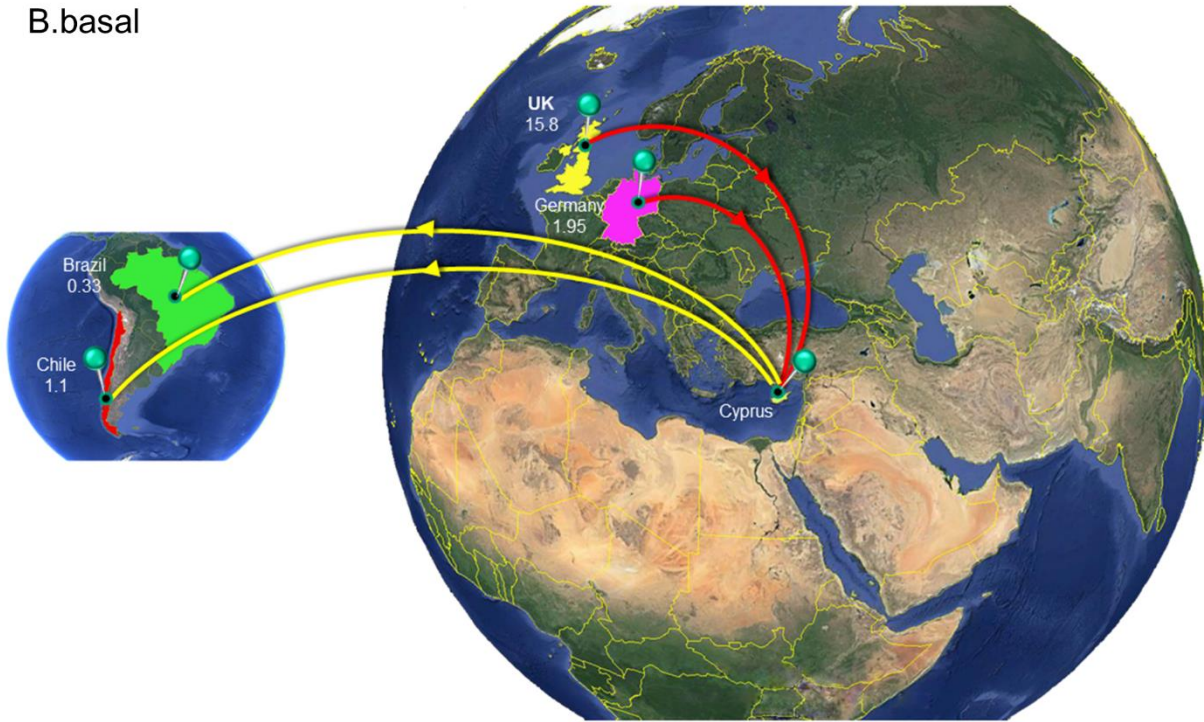 B.basal
UK
15.8
Germany
1.95
Brazil
0.33
Chile
1.1
Cyprus